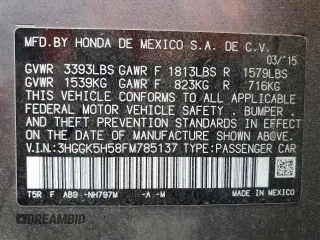 MFD.BY HONDA DE MEXICO S.A. DE C.V.
03/'15
GVWR 3393LBS GAWR F 1813LBS R 1579LBS
GVWR 1539KG GAWR F 823KG R 716KG
THIS VEHICLE CONFORMS TO ALL APPLICABLE
FEDERAL MOTOR VEHICLE SAFETY, BUMPER,
AND THEFT PREVENTION STANDARDS IN EFFECT
ON THE DATE OF MANUFACTURE SHOWN ABOVE.
V.I.N.:3HGGK5H58FM785137 TYPE:PASSENGER CAR
T5R F AB9 -NH797M -A -M
MADE IN
MEXICO
DREAMBID